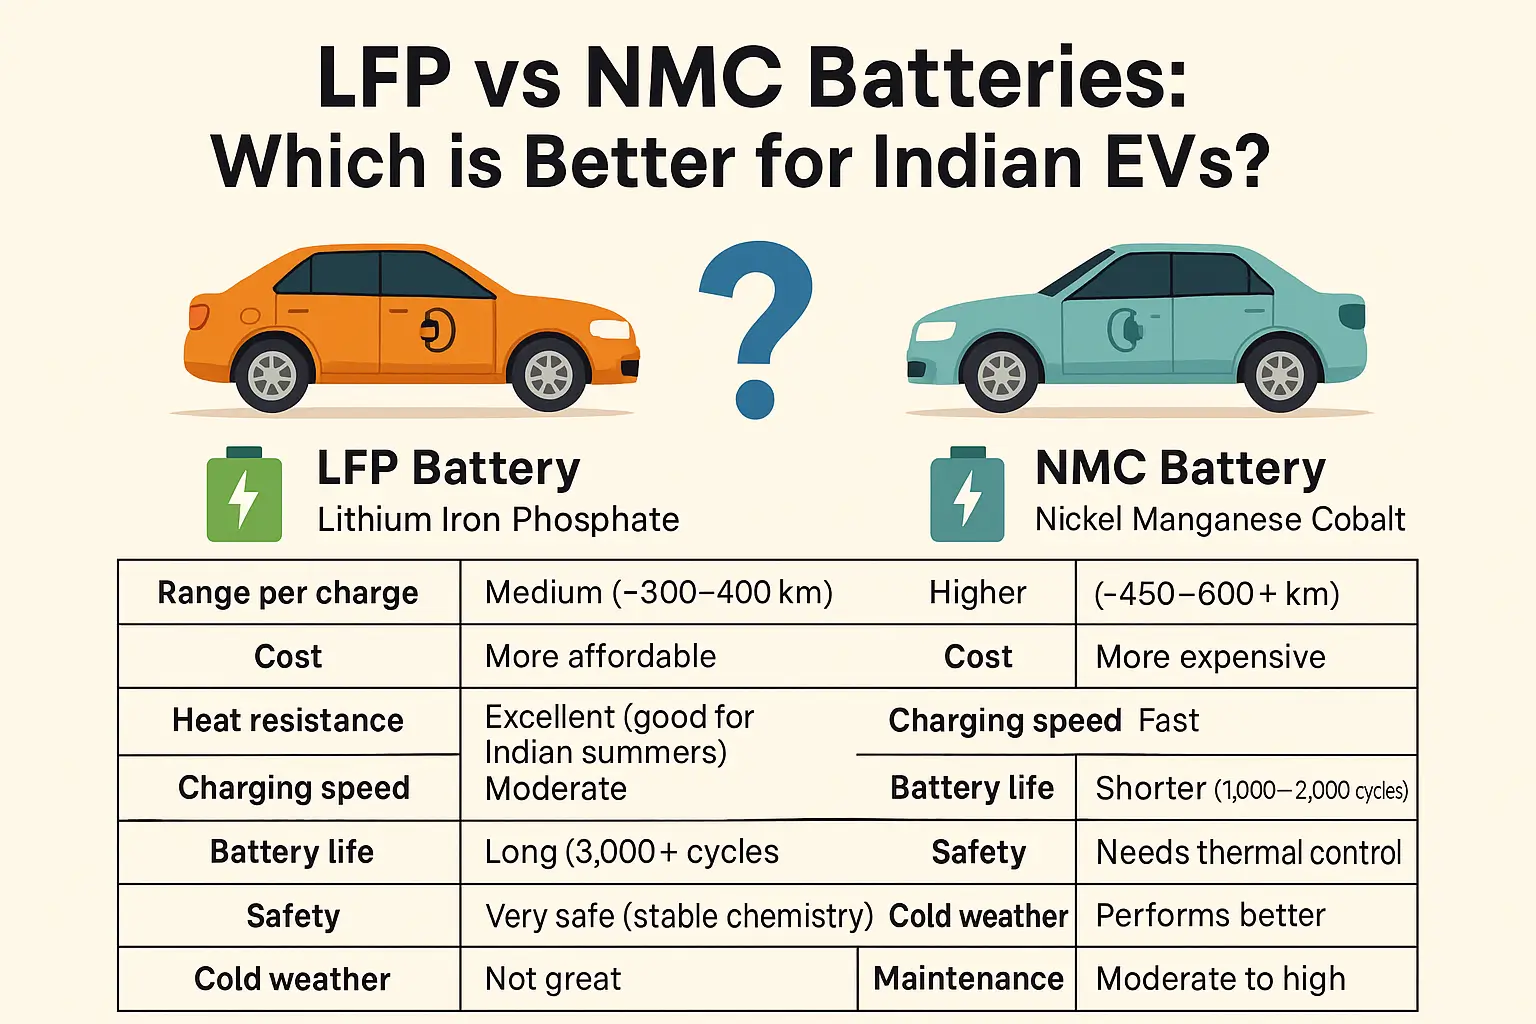 LFP vs NMC Batteries:
Which is Better for Indian EVs?
LFP Battery
Lithium Iron Phosphate
NMC Battery
Nickel Manganese Cobalt
Range per charge Medium (-300–400 km) Higher (-450–600+ km)
Cost More affordable Cost More expensive
Heat resistance Excellent (good for Charging speed Fast
Indian summers)
Charging speed Moderate Battery life Shorter (1,000–2,000 cycles)
Battery life Long (3,000+ cycles Safety Needs thermal control
Safety Very safe (stable chemistry) Cold weather Performs better
Cold weather Not great Maintenance Moderate to high